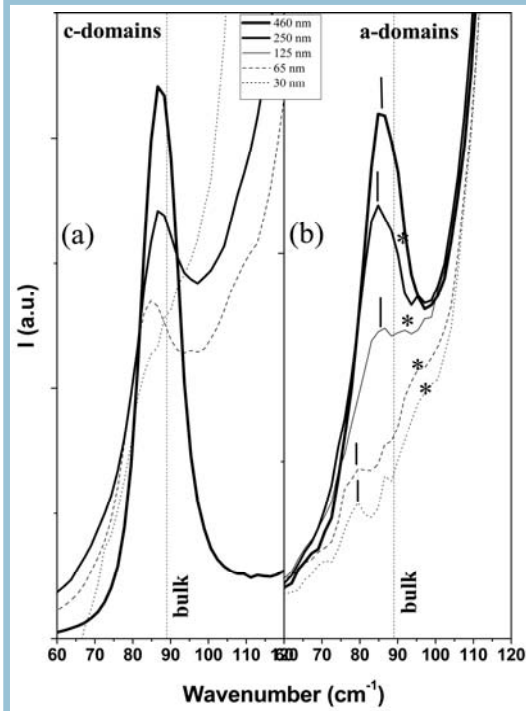 c-domains
460 nm
250 nm
125 nm
65 nm
30 nm
a-domains
(a)
(b)
*
*
*
*
I (a.u.)
bulk
bulk
60 70 80 90 100 110 120
70 80 90 100 110 120
Wavenumber (cm⁻¹)